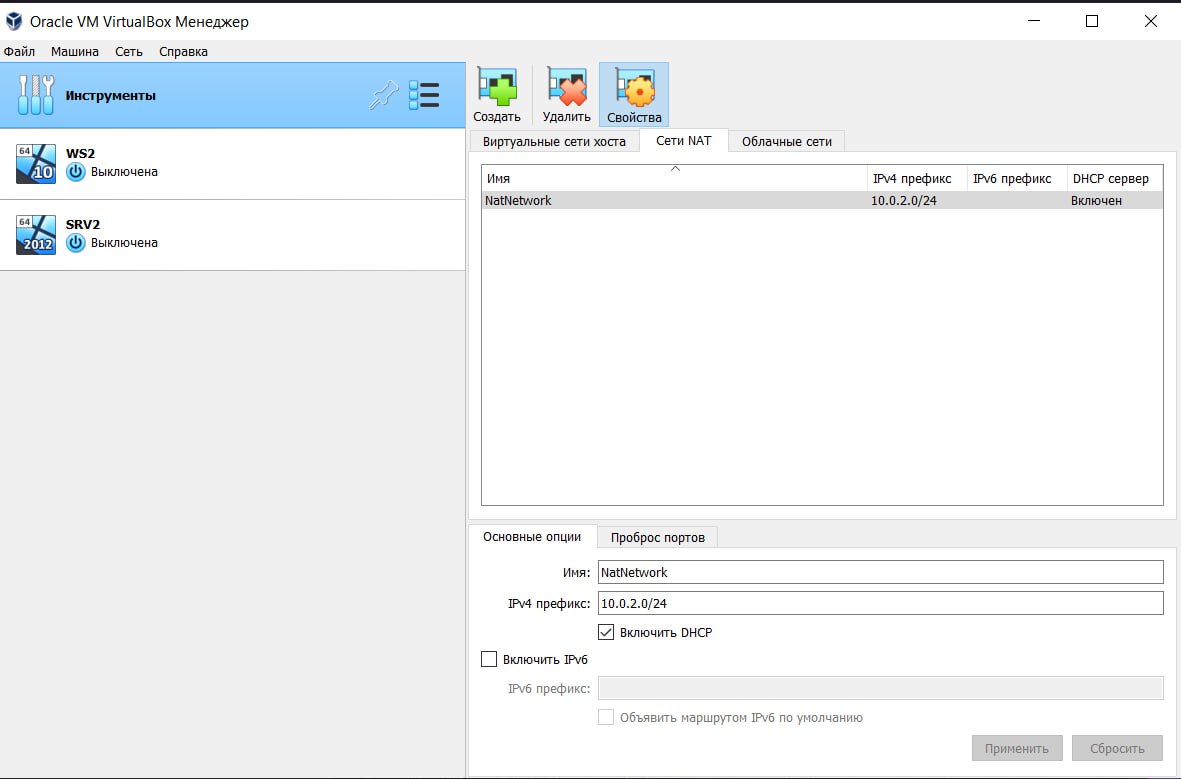 Oracle VM VirtualBox Менеджер
Файл Машина Сеть Справка
Инструменты
64
10
WS2
Выключена
64
2012
SRV2
Выключена
Создать Удалить Свойства
Виртуальные сети хоста Сети NAT Облачные сети
Имя IPv4 префикс IPv6 префикс DHCP сервер
NatNetwork 10.0.2.0/24 Включен
Основные опции Проброс портов
Имя: NatNetwork
IPv4 префикс: 10.0.2.0/24
Включить DHCP
Включить IPv6
IPv6 префикс:
Объявить маршрутом IPv6 по умолчанию
Применить Сбросить